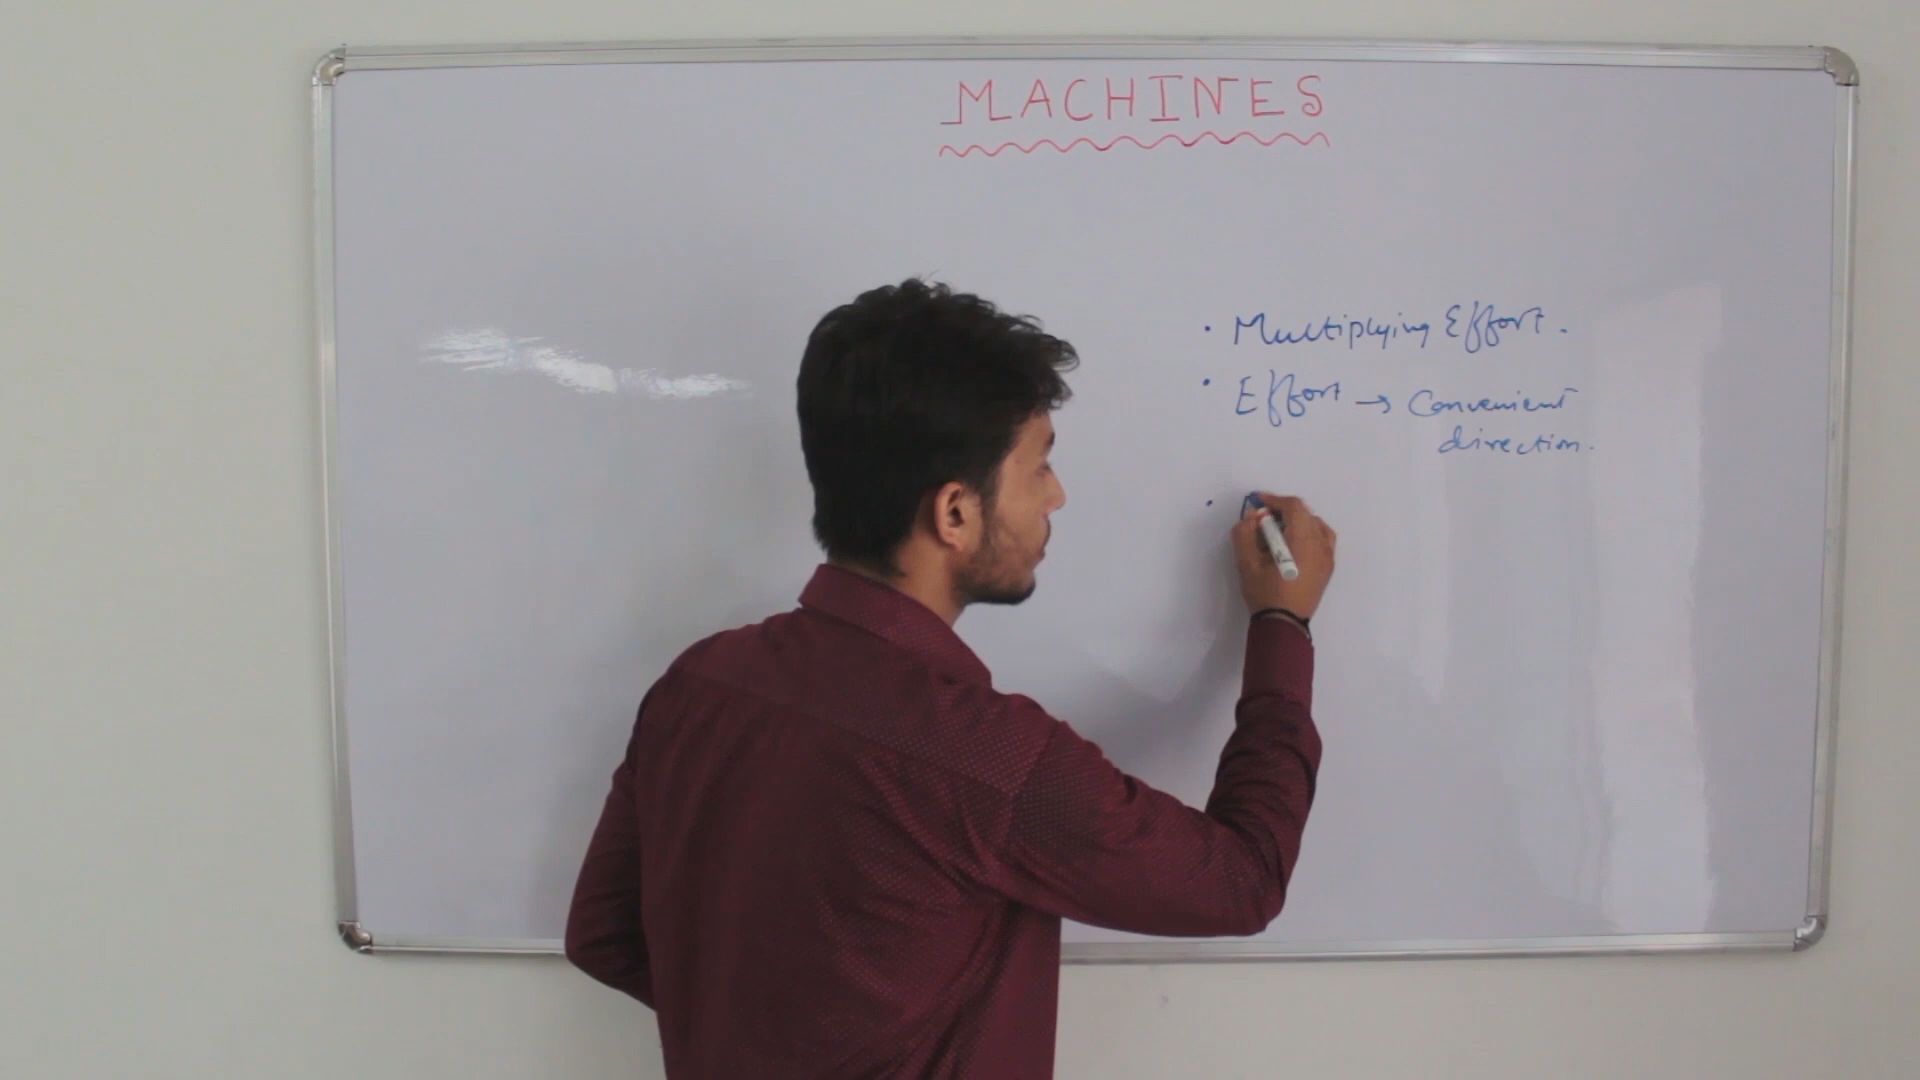 MACHINES
• Multiplying Effort.
• Effort → Convenient
direction.
•